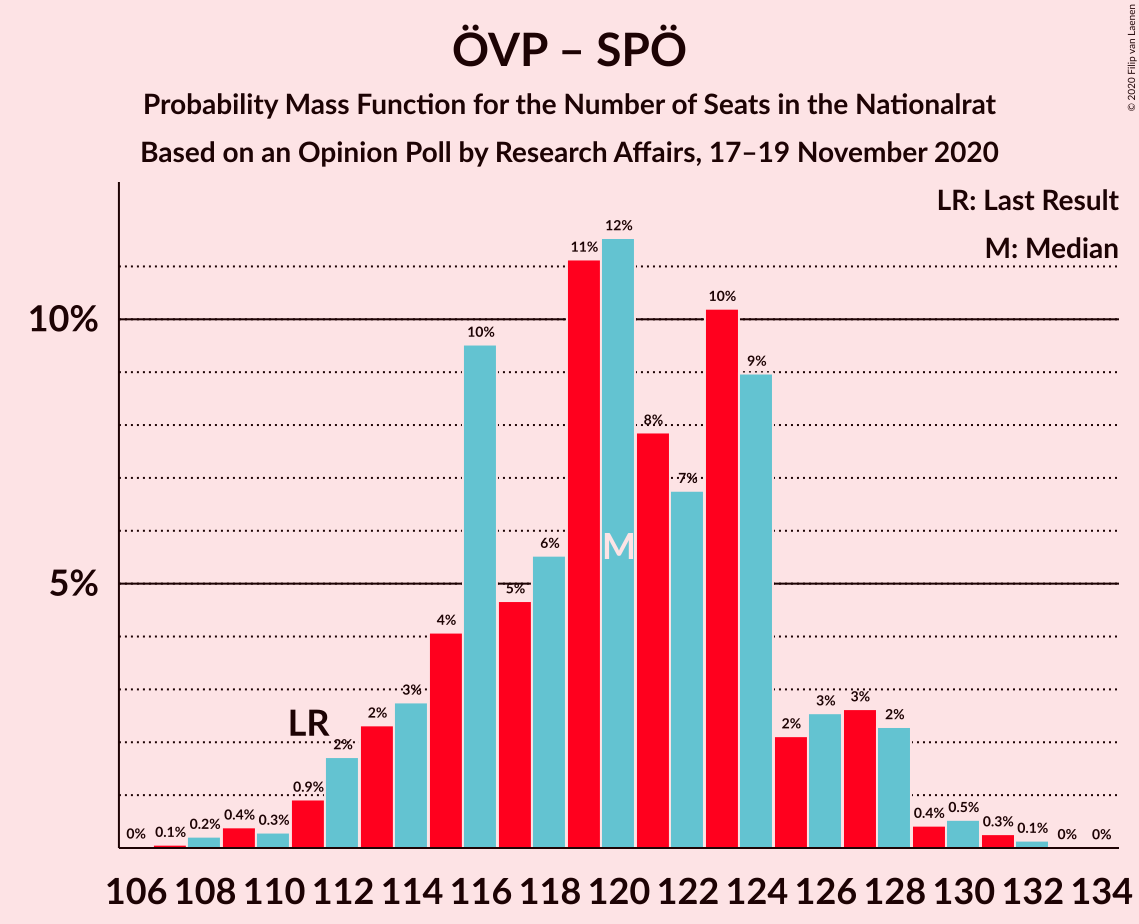 ÖVP – SPÖ
Probability Mass Function for the Number of Seats in the Nationalrat
Based on an Opinion Poll by Research Affairs, 17–19 November 2020
© 2020 Filip van Laenen
LR: Last Result
M: Median
10%
5%
0% 0.1% 0.2% 0.4% 0.3% 0.9% 2% 2% 3% 4% 10% 5% 6% 11% 12% 8% 7% 10% 9% 2% 3% 3% 2% 0.4% 0.5% 0.3% 0.1% 0% 0%
LR
M
106 108 110 112 114 116 118 120 122 124 126 128 130 132 134